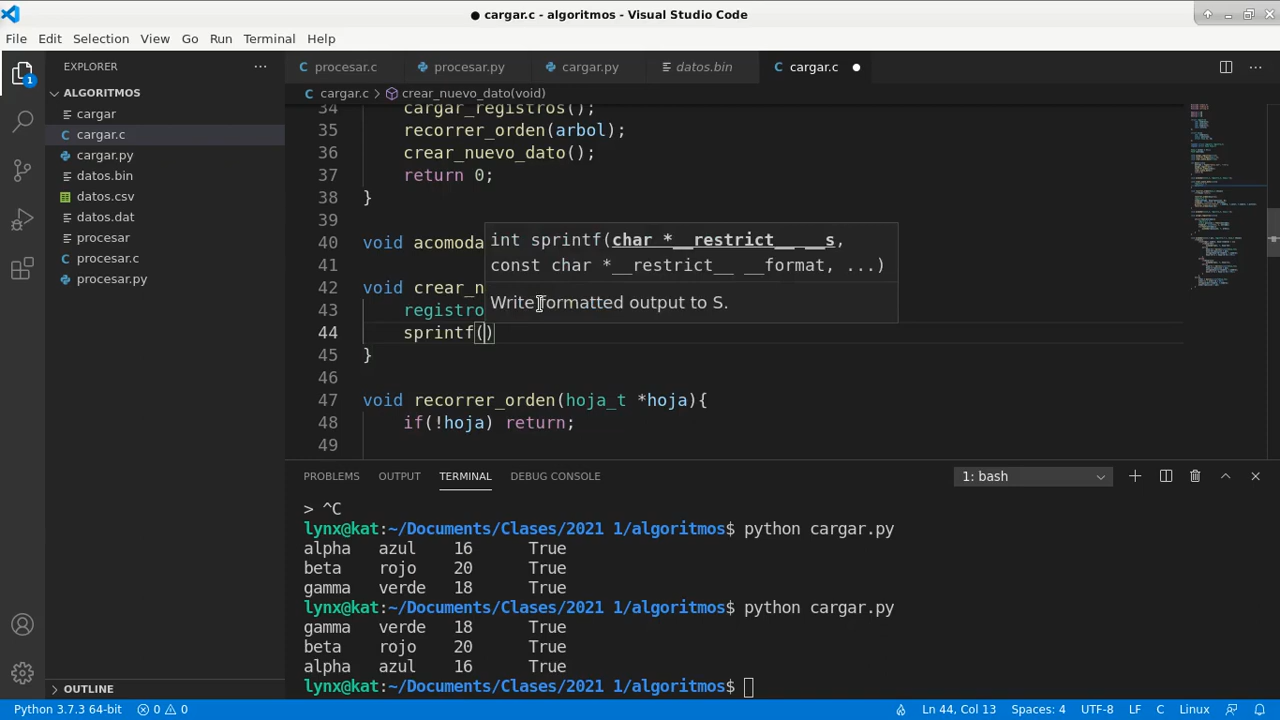 ● cargar.c - algoritmos - Visual Studio Code
File Edit Selection View Go Run Terminal Help
EXPLORER ···
procesar.c procesar.py cargar.py datos.bin cargar.c ●
1
ALGORITMOS
cargar.c > crear_nuevo_dato(void)
cargar
cargar.c
cargar.py
datos.bin
datos.csv
datos.dat
procesar
procesar.c
procesar.py
34 cargar_registros();
35 recorrer_orden(arbol);
36 crear_nuevo_dato();
37 return 0;
38 }
39
40 void acomoda
41
42 void crear_n
43 registro
44 sprintf()
45 }
46
47 void recorrer_orden(hoja_t *hoja){
48 if(!hoja) return;
49
int sprintf(char *__restrict__ __s,
const char *__restrict__ __format, ...)
Write formatted output to S.
PROBLEMS OUTPUT TERMINAL DEBUG CONSOLE 1: bash
> ^C
lynx@kat:~/Documents/Clases/2021 1/algoritmos$ python cargar.py
alpha azul 16 True
beta rojo 20 True
gamma verde 18 True
lynx@kat:~/Documents/Clases/2021 1/algoritmos$ python cargar.py
gamma verde 18 True
beta rojo 20 True
alpha azul 16 True
lynx@kat:~/Documents/Clases/2021 1/algoritmos$
OUTLINE
Python 3.7.3 64-bit 0 0 Ln 44, Col 13 Spaces: 4 UTF-8 LF C Linux